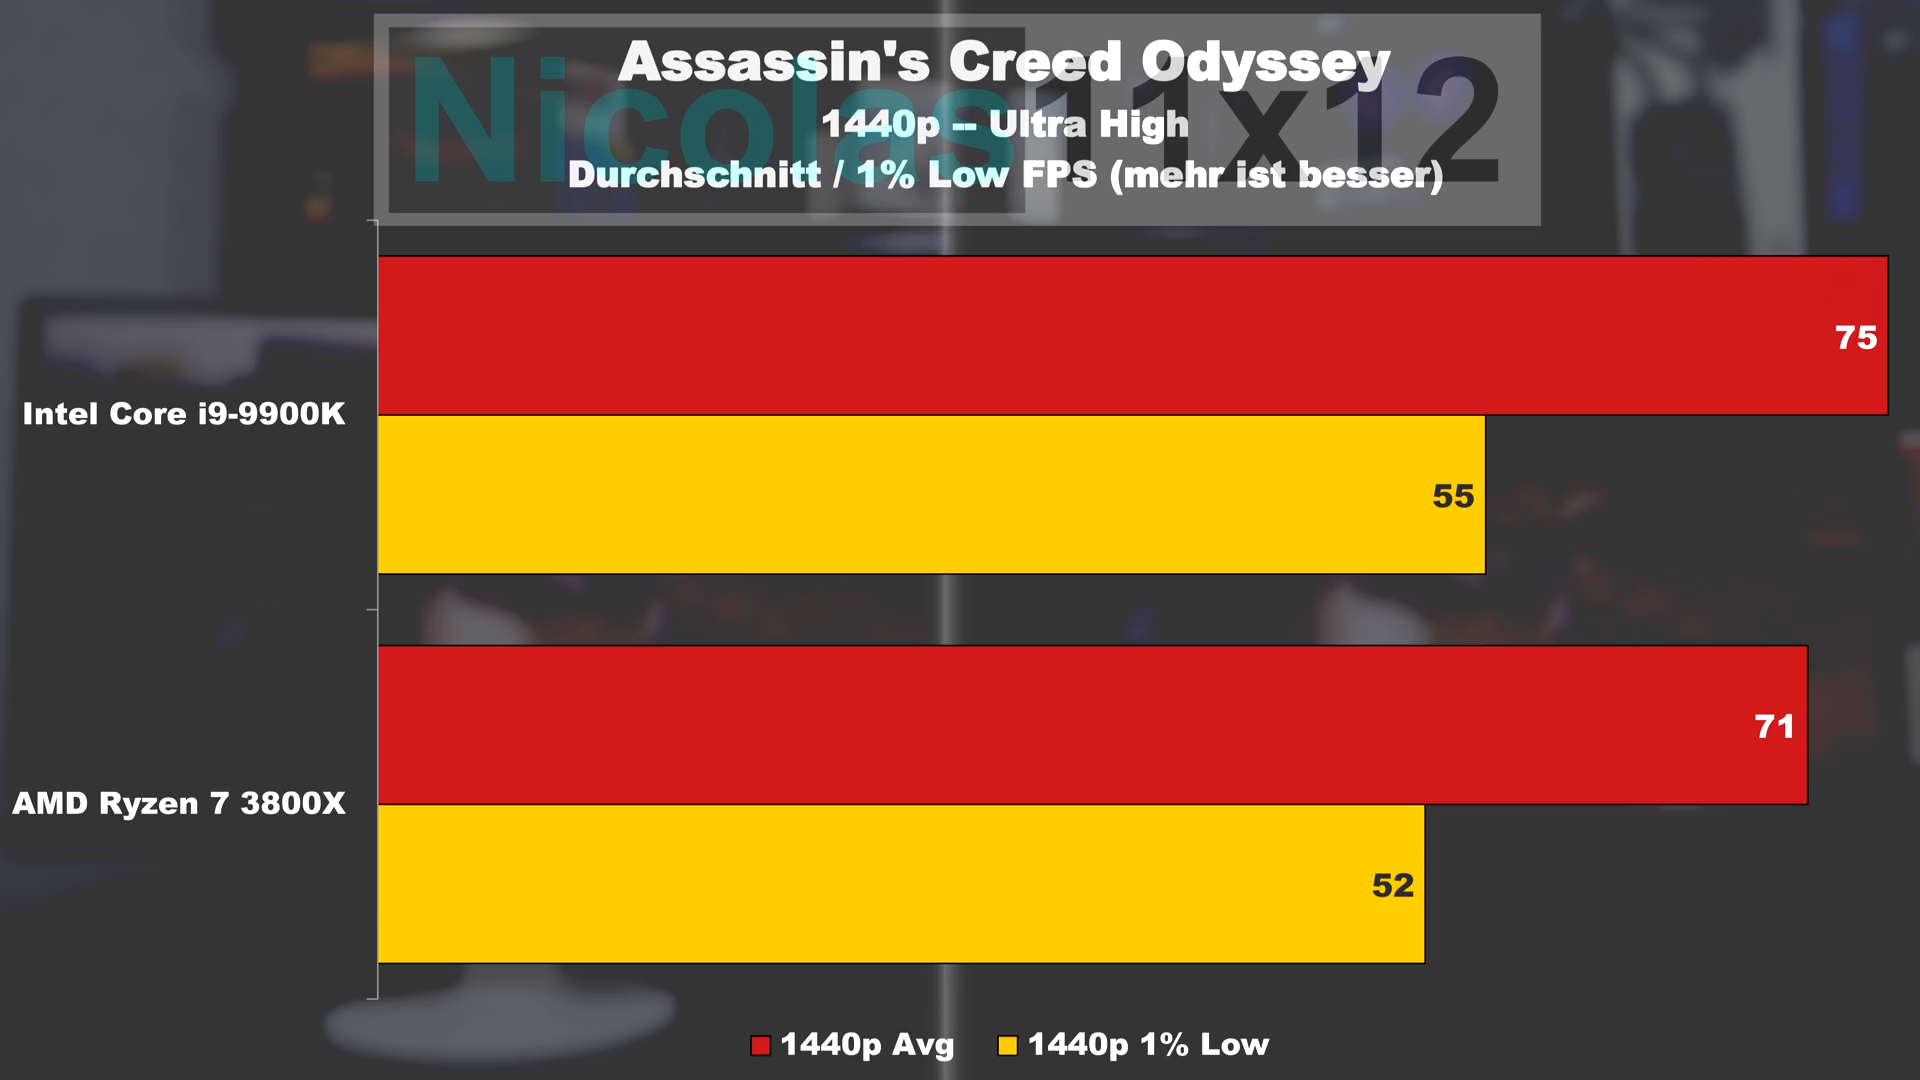 Nicolas11x12
Assassin's Creed Odyssey
1440p -- Ultra High
Durchschnitt / 1% Low FPS (mehr ist besser)
75
Intel Core i9-9900K
55
71
AMD Ryzen 7 3800X
52
1440p Avg
1440p 1% Low